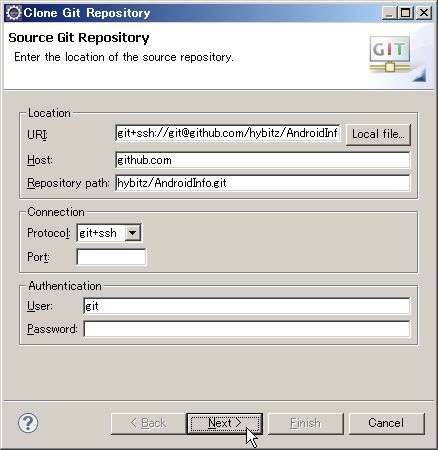 Clone Git Repository
Source Git Repository
Enter the location of the source repository.
GIT
Location
URI: git+ssh://git@github.com/hybitz/AndroidInf Local file...
Host: github.com
Repository path: hybitz/AndroidInfo.git
Connection
Protocol: git+ssh
Port:
Authentication
User: git
Password:
? < Back Next > Finish Cancel